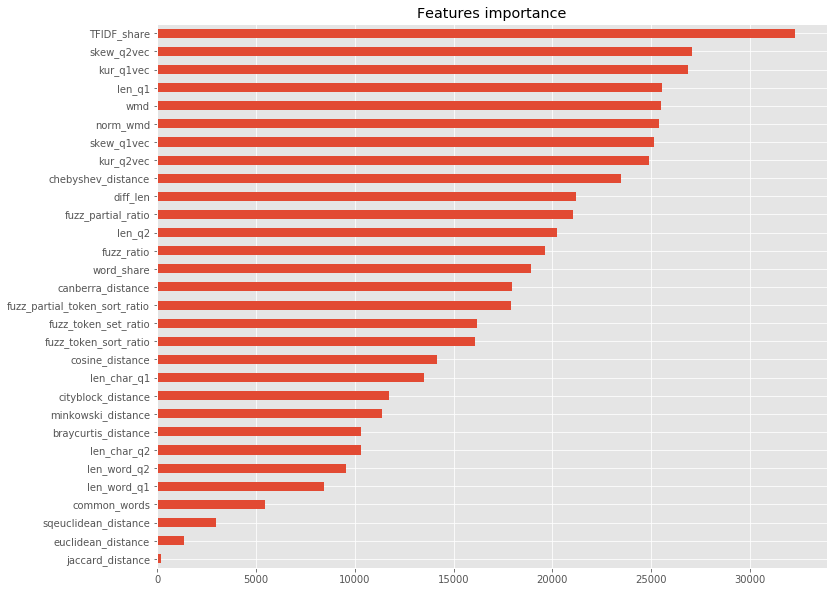 Features importance
TFIDF_share
skew_q2vec
kur_q1vec
len_q1
wmd
norm_wmd
skew_q1vec
kur_q2vec
chebyshev_distance
diff_len
fuzz_partial_ratio
len_q2
fuzz_ratio
word_share
canberra_distance
fuzz_partial_token_sort_ratio
fuzz_token_set_ratio
fuzz_token_sort_ratio
cosine_distance
len_char_q1
cityblock_distance
minkowski_distance
braycurtis_distance
len_char_q2
len_word_q2
len_word_q1
common_words
sqeuclidean_distance
euclidean_distance
jaccard_distance
0 5000 10000 15000 20000 25000 30000